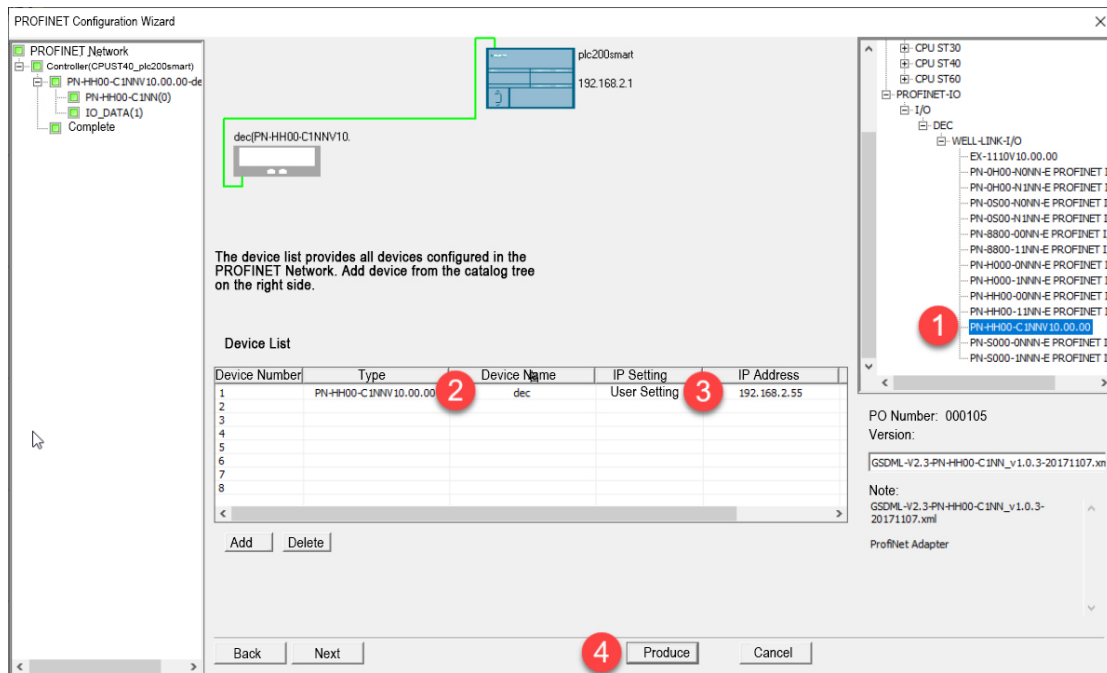 PROFINET Configuration Wizard
PROFINET Network
Controller(CPUST40_plc200smart)
PN-HH00-C1NNV10.00.00-de
PN-HH00-C1NN(0)
IO_DATA(1)
Complete
plc200smart
192.168.2.1
dec(PN-HH00-C1NNV10.
The device list provides all devices configured in the
PROFINET Network. Add device from the catalog tree
on the right side.
Device List
Device Number Type Device Name IP Setting IP Address
1 PN-HH00-C1NNV10.00.00 2 dec User Setting 3 192.168.2.55
2
3
4
5
6
7
8
Add Delete
Back Next 4 Produce Cancel
CPU ST30
CPU ST40
CPU ST60
PROFINET-IO
I/O
DEC
WELL-LINK-I/O
EX-1110V10.00.00
PN-0H00-N0NN-E PROFINET I
PN-0H00-N1NN-E PROFINET I
PN-0S00-N0NN-E PROFINET I
PN-0S00-N1NN-E PROFINET I
PN-8800-00NN-E PROFINET I
PN-8800-11NN-E PROFINET I
PN-H000-0NNN-E PROFINET I
PN-H000-1NNN-E PROFINET I
PN-HH00-00NN-E PROFINET I
PN-HH00-11NN-E PROFINET I
1 PN-HH00-C1NNV10.00.00
PN-S000-0NNN-E PROFINET I
PN-S000-1NNN-E PROFINET I
PO Number: 000105
Version:
GSDML-V2.3-PN-HH00-C1NN_v1.0.3-20171107.xm
Note:
GSDML-V2.3-PN-HH00-C1NN_v1.0.3-
20171107.xml
ProfiNet Adapter